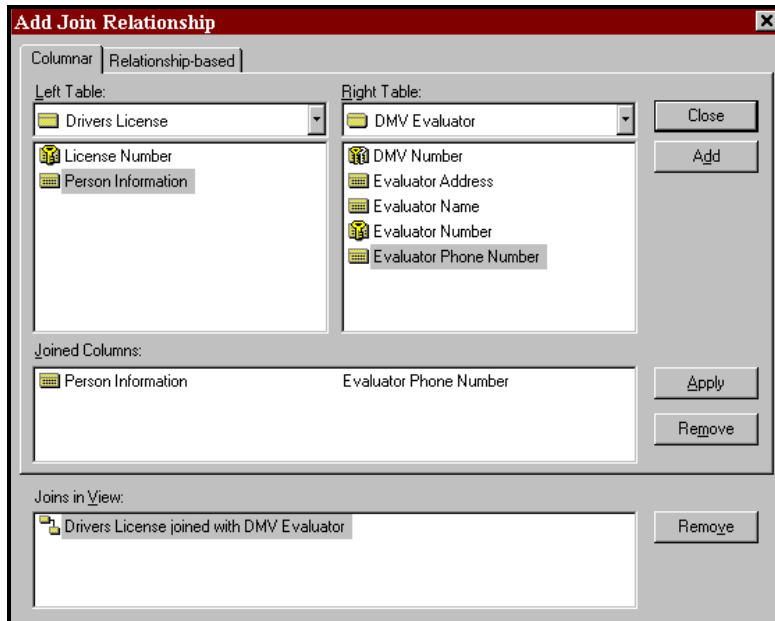 Add Join Relationship
Columnar Relationship-based
Left Table: Right Table:
Drivers License DMV Evaluator Close
License Number DMV Number Add
Person Information Evaluator Address
Evaluator Name
Evaluator Number
Evaluator Phone Number
Joined Columns:
Person Information Evaluator Phone Number Apply
Remove
Joins in View:
Drivers License joined with DMV Evaluator Remove